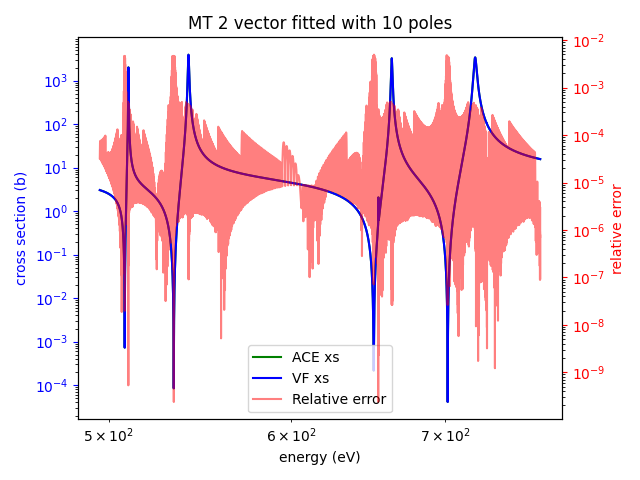 MT 2 vector fitted with 10 poles
10⁻²
10³
10⁻³
10²
10⁻⁴
10¹
10⁻⁵
10⁰
10⁻⁶
10⁻¹
10⁻⁷
10⁻²
10⁻⁸
10⁻³
10⁻⁹
10⁻⁴
cross section (b)
relative error
ACE xs
VF xs
Relative error
5 × 10² 6 × 10² 7 × 10²
energy (eV)